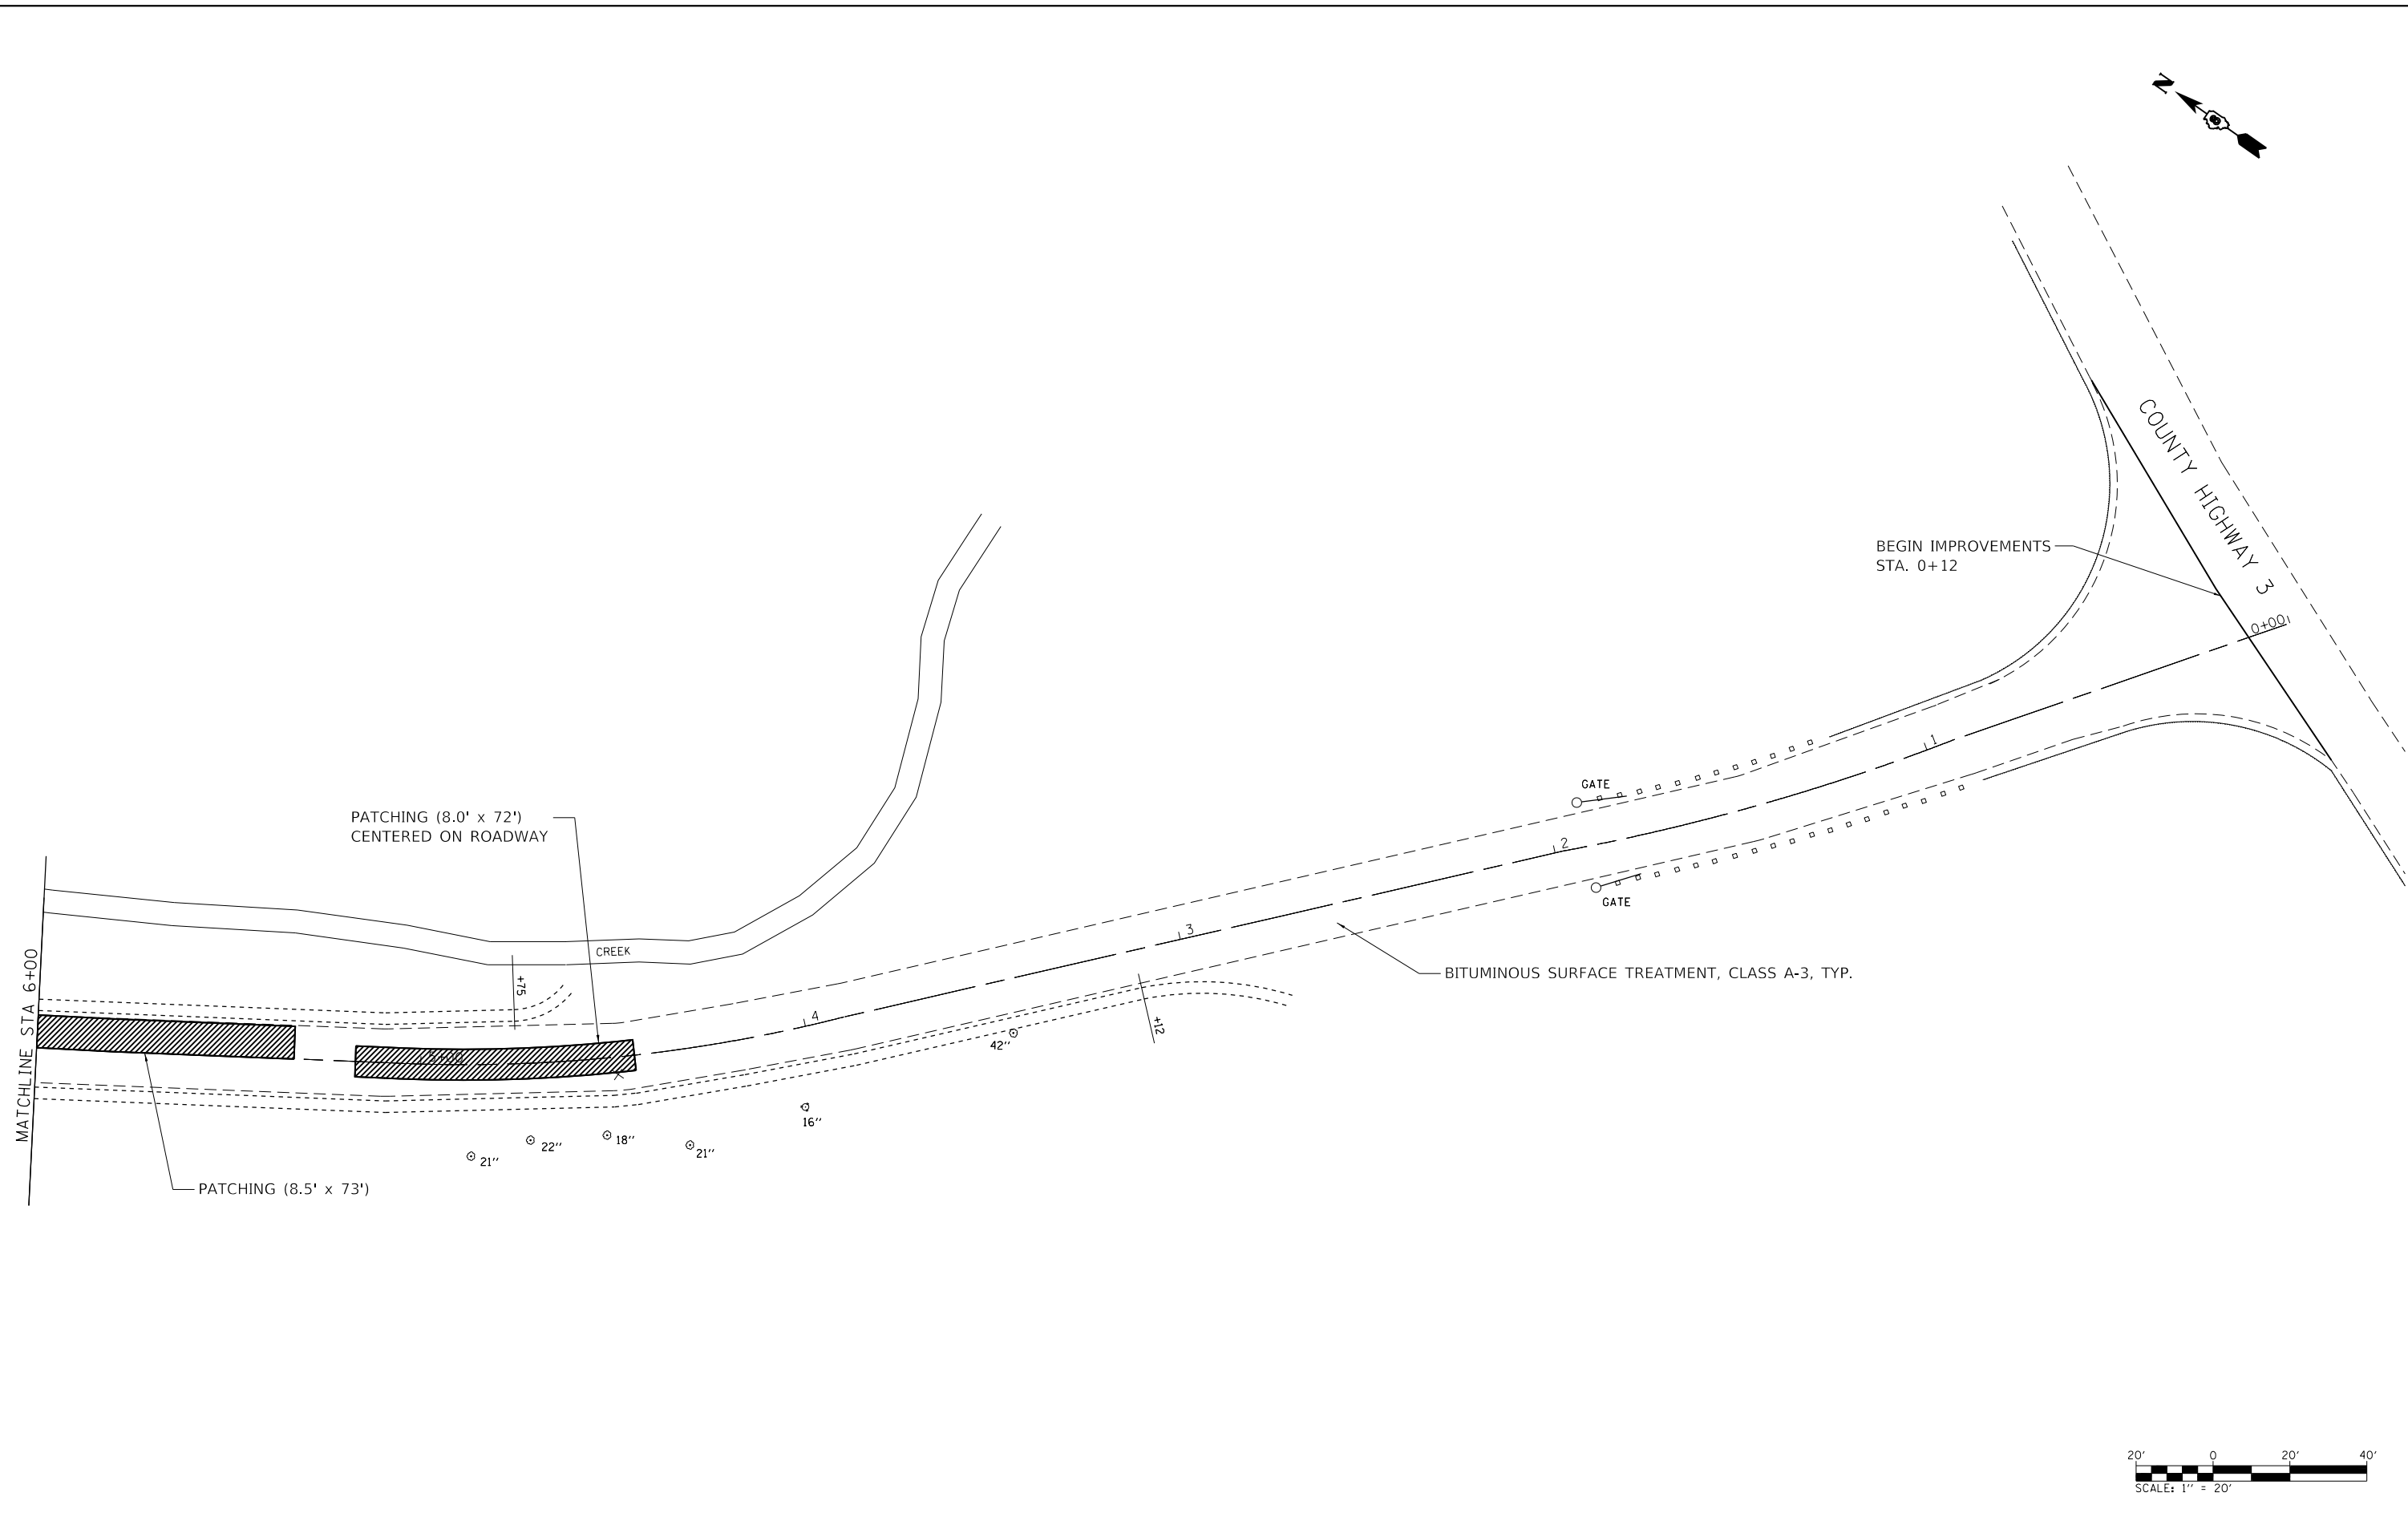 N
COUNTY HIGHWAY 3
BEGIN IMPROVEMENTS
STA. 0+12
0+00
1
GATE
2
GATE
PATCHING (8.0' x 72')
CENTERED ON ROADWAY
3
CREEK
MATCHLINE STA 6+00
+75
BITUMINOUS SURFACE TREATMENT, CLASS A-3, TYP.
4
+12
42"
5+00
16"
18"
22"
21"
21"
PATCHING (8.5' x 73')
20' 0 20' 40'
SCALE: 1" = 20'